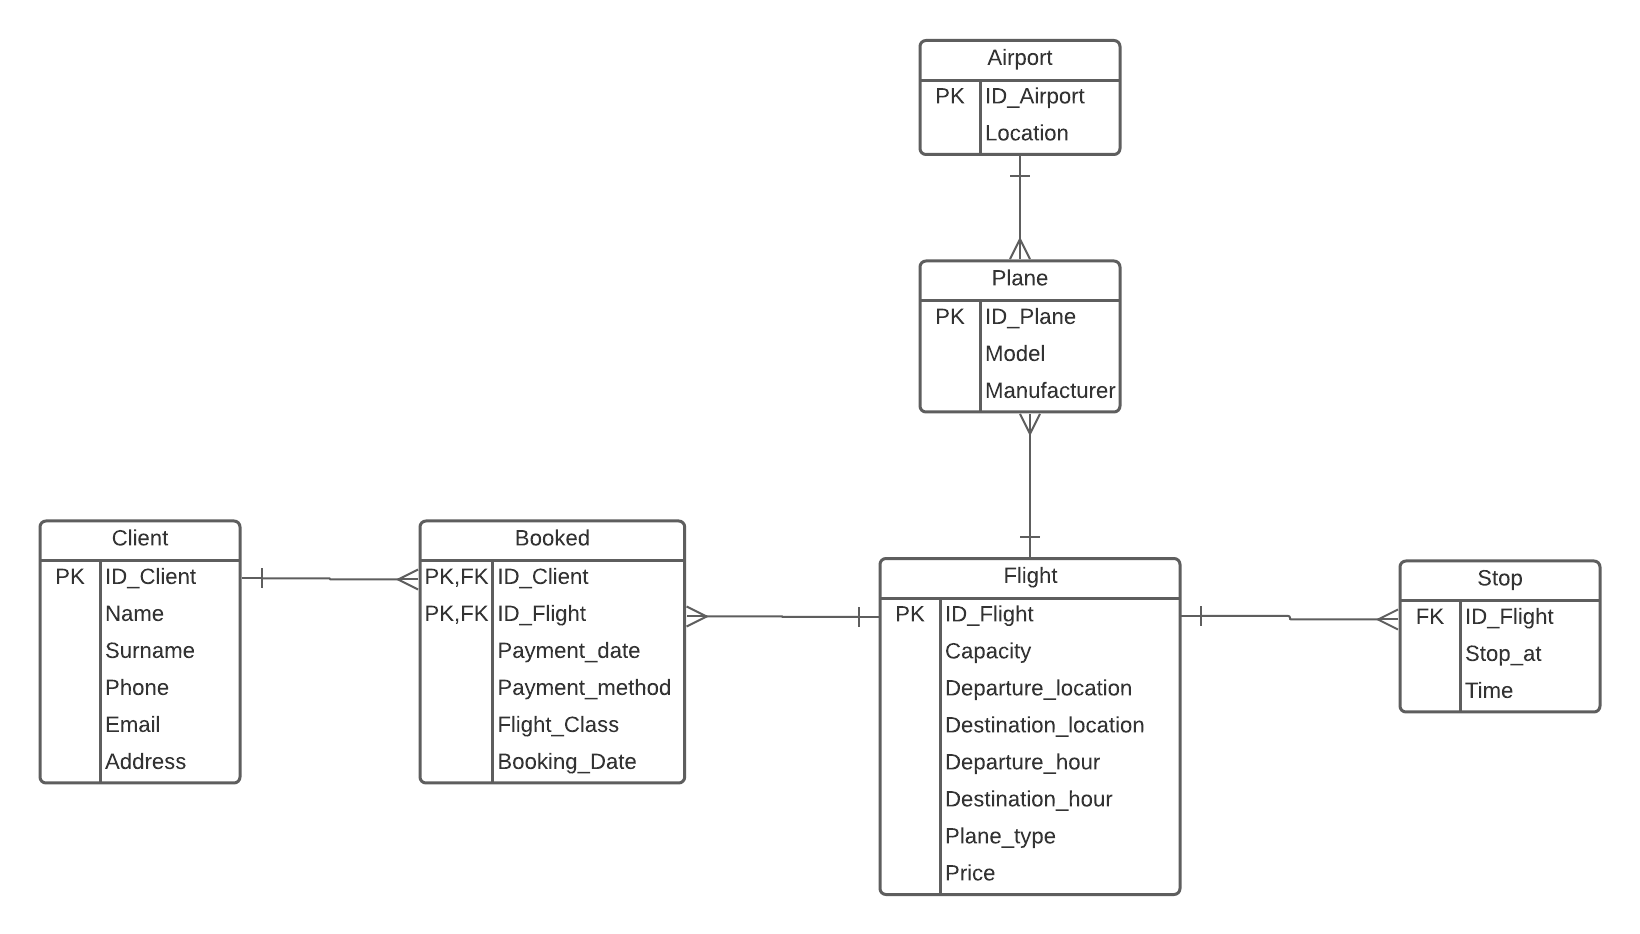 Airport
PK ID_Airport
Location
Plane
PK ID_Plane
Model
Manufacturer
Client
PK ID_Client
Name
Surname
Phone
Email
Address
Booked
PK,FK ID_Client
PK,FK ID_Flight
Payment_date
Payment_method
Flight_Class
Booking_Date
Flight
PK ID_Flight
Capacity
Departure_location
Destination_location
Departure_hour
Destination_hour
Plane_type
Price
Stop
FK ID_Flight
Stop_at
Time